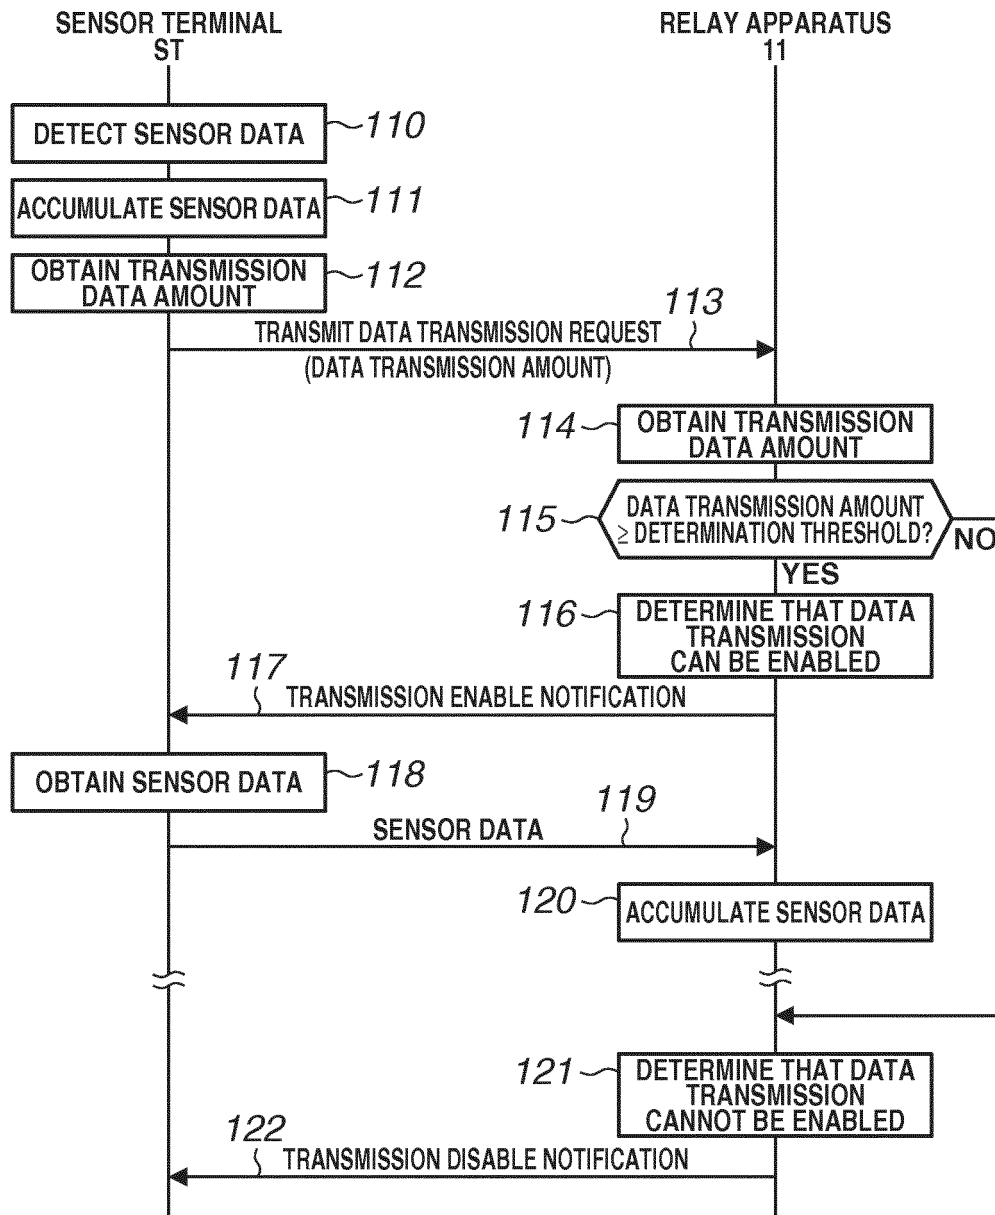 SENSOR TERMINAL
ST
RELAY APPARATUS
11
DETECT SENSOR DATA
110
ACCUMULATE SENSOR DATA
111
OBTAIN TRANSMISSION
DATA AMOUNT
112
113
TRANSMIT DATA TRANSMISSION REQUEST
(DATA TRANSMISSION AMOUNT)
114
OBTAIN TRANSMISSION
DATA AMOUNT
115
DATA TRANSMISSION AMOUNT
≥ DETERMINATION THRESHOLD?
NO
YES
116
DETERMINE THAT DATA
TRANSMISSION
CAN BE ENABLED
117
TRANSMISSION ENABLE NOTIFICATION
OBTAIN SENSOR DATA
118
119
SENSOR DATA
120
ACCUMULATE SENSOR DATA
121
DETERMINE THAT DATA
TRANSMISSION
CANNOT BE ENABLED
122
TRANSMISSION DISABLE NOTIFICATION